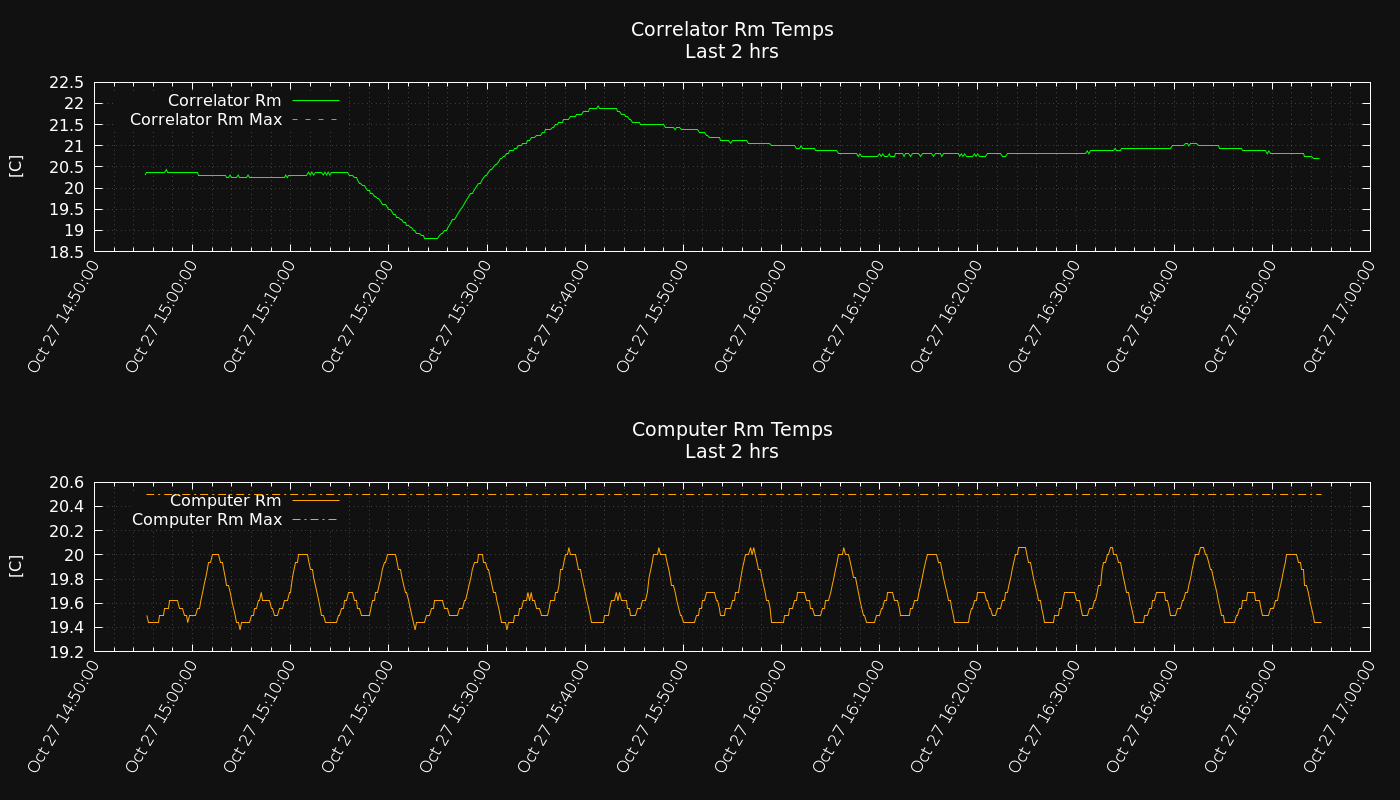 Correlator Rm Temps
Last 2 hrs
[C]
22.5
22
21.5
21
20.5
20
19.5
19
18.5
Correlator Rm
Correlator Rm Max
Oct 27 14:50:00
Oct 27 15:00:00
Oct 27 15:10:00
Oct 27 15:20:00
Oct 27 15:30:00
Oct 27 15:40:00
Oct 27 15:50:00
Oct 27 16:00:00
Oct 27 16:10:00
Oct 27 16:20:00
Oct 27 16:30:00
Oct 27 16:40:00
Oct 27 16:50:00
Oct 27 17:00:00
Computer Rm Temps
Last 2 hrs
[C]
20.6
20.4
20.2
20
19.8
19.6
19.4
19.2
Computer Rm
Computer Rm Max
Oct 27 14:50:00
Oct 27 15:00:00
Oct 27 15:10:00
Oct 27 15:20:00
Oct 27 15:30:00
Oct 27 15:40:00
Oct 27 15:50:00
Oct 27 16:00:00
Oct 27 16:10:00
Oct 27 16:20:00
Oct 27 16:30:00
Oct 27 16:40:00
Oct 27 16:50:00
Oct 27 17:00:00